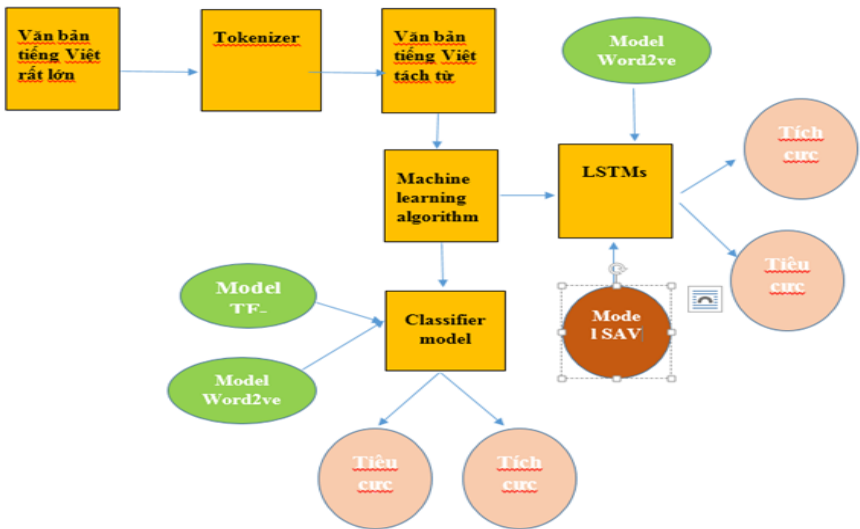 Văn bản
tiếng Việt
rất lớn
Tokenizer
Văn bản
tiếng Việt
tách từ
Model
Word2ve
Tích
cực
Machine
learning
algorithm
LSTMs
Tiêu
cực
Model
TF-
Classifier
model
Mode
l SAV
Model
Word2ve
Tiêu
cực
Tích
cực